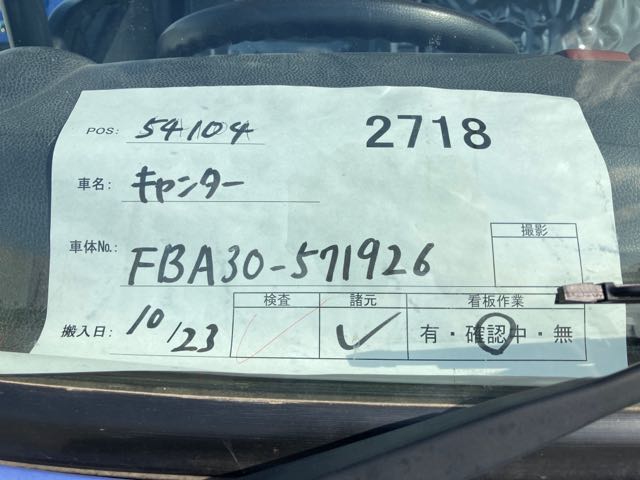 POS: 54104 2718
車名: キャンター
車体No.: FBA30-571926
撮影
検査 諸元 看板作業
搬入日: 10/23 ✓ 有・確認中・無